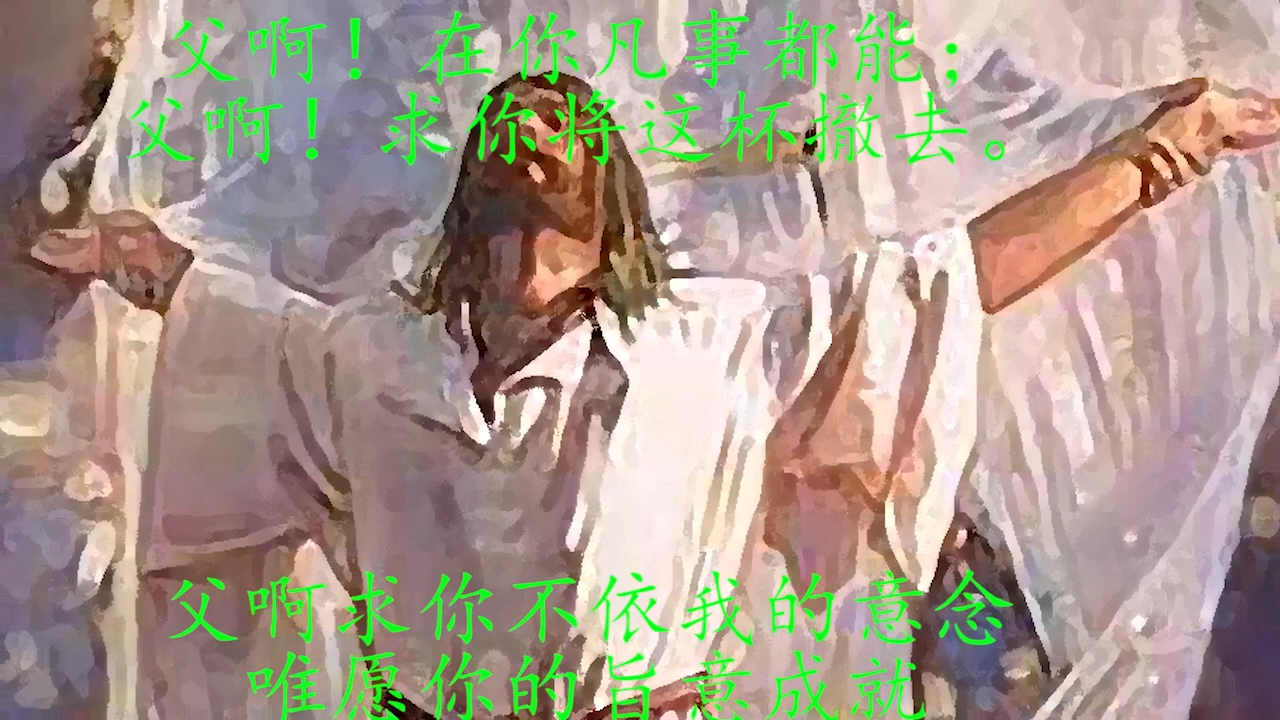 父啊！在你凡事都能；
父啊！求你将这杯撤去。
父啊求你不依我的意念
唯愿你的旨意成就